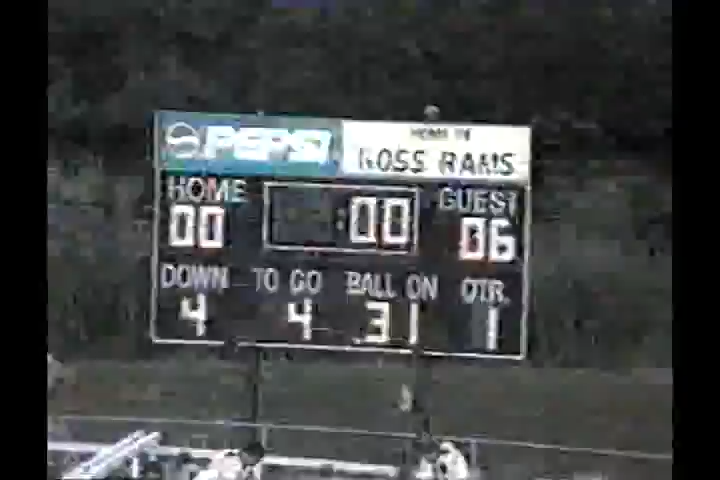 PEPSI
HOME OF
ROSS RAMS
HOME :00 GUEST
00 06
DOWN TO GO BALL ON QTR.
4 4 31 1